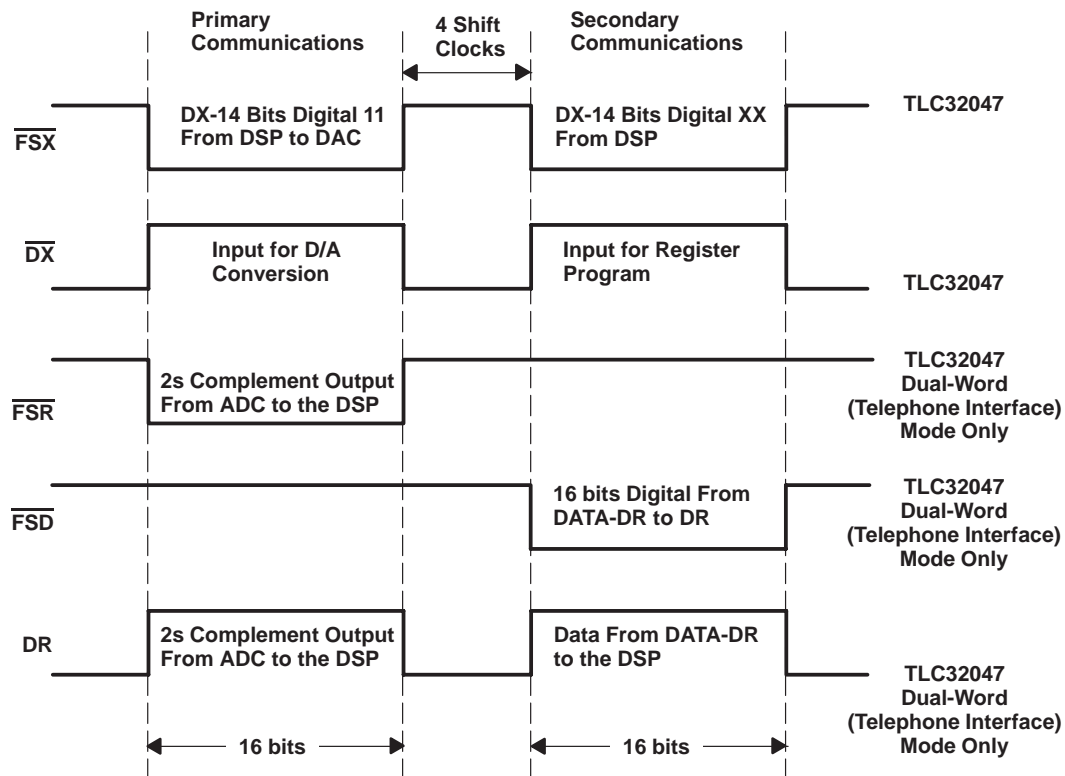 Primary
Communications
4 Shift
Clocks
Secondary
Communications
FSX
DX-14 Bits Digital 11
From DSP to DAC
DX-14 Bits Digital XX
From DSP
TLC32047
DX
Input for D/A
Conversion
Input for Register
Program
TLC32047
FSR
2s Complement Output
From ADC to the DSP
TLC32047
Dual-Word
(Telephone Interface)
Mode Only
FSD
16 bits Digital From
DATA-DR to DR
TLC32047
Dual-Word
(Telephone Interface)
Mode Only
DR
2s Complement Output
From ADC to the DSP
Data From DATA-DR
to the DSP
TLC32047
Dual-Word
(Telephone Interface)
Mode Only
16 bits
16 bits